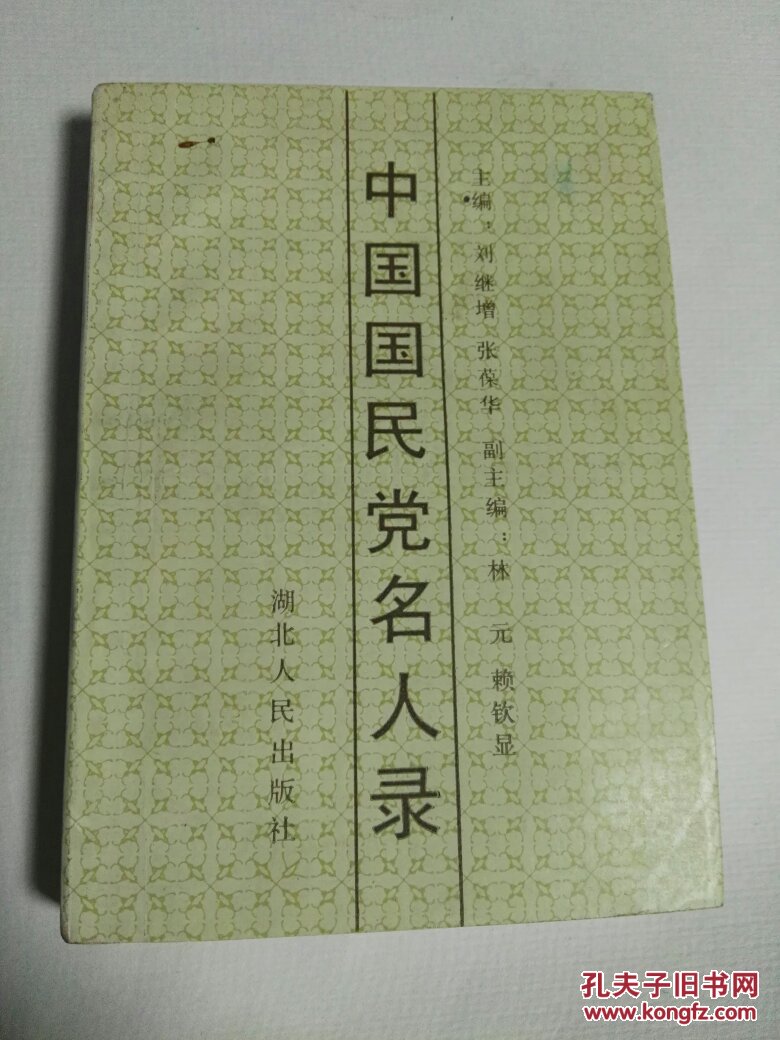 主编：刘继增 张葆华 副主编：林 元 赖钦显
中国国民党名人录
湖北人民出版社
孔夫子旧书网
www.kongfz.com